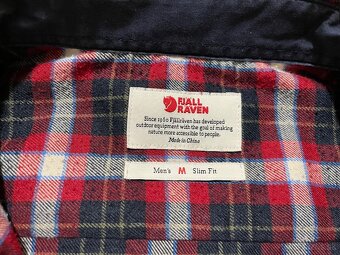 FJÄLL
RÄVEN
Since 1960 Fjällräven has developed
outdoor equipment with the goal of making
nature more accessible to people.
Made in China
Men's M Slim Fit